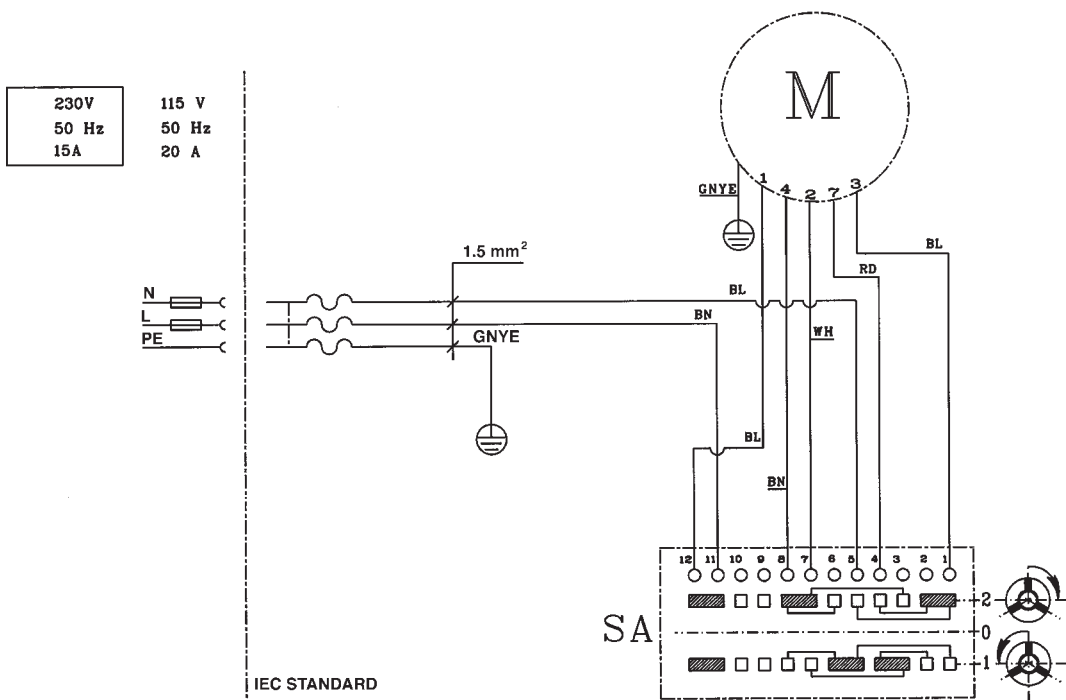 230V 115 V
50 Hz 50 Hz
15A 20 A
M
1 4 2 7 3
GNYE
1.5 mm²
BL
RD
N
BL
L
BN
PE
GNYE
WH
BL
BN
12 11 10 9 8 7 6 5 4 3 2 1
2
SA
0
1
IEC STANDARD